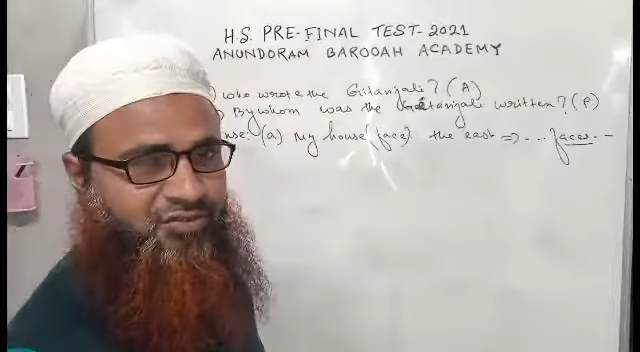 H.S. PRE-FINAL TEST-2021
ANUNDORAM BAROOAH ACADEMY
) Who wrote the Gitanjali? (A)
) By whom was the Gitanjali written? (P)
nse: (a) My house (face) the east => ... faces --